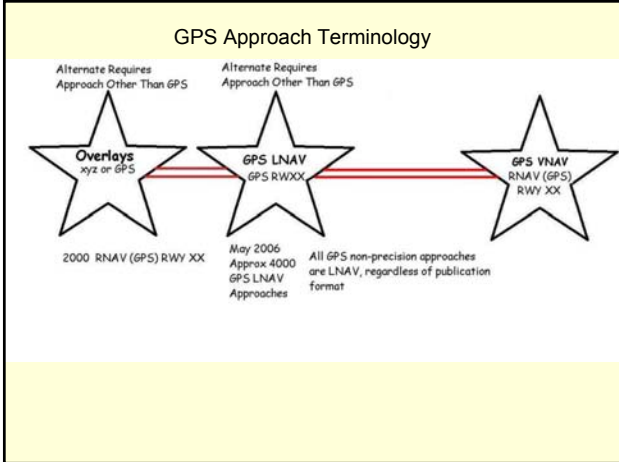 GPS Approach Terminology
Alternate Requires
Approach Other Than GPS
Alternate Requires
Approach Other Than GPS
Overlays
xyz or GPS
GPS LNAV
GPS RWXX
GPS VNAV
RNAV (GPS)
RWY XX
2000 RNAV (GPS) RWY XX
May 2006
Approx 4000
GPS LNAV
Approaches
All GPS non-precision approaches
are LNAV, regardless of publication
format